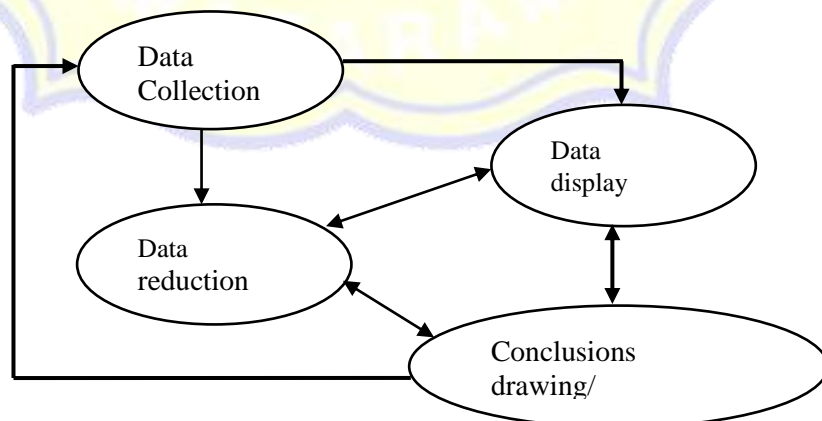 Data
Collection
Data
display
Data
reduction
Conclusions
drawing/